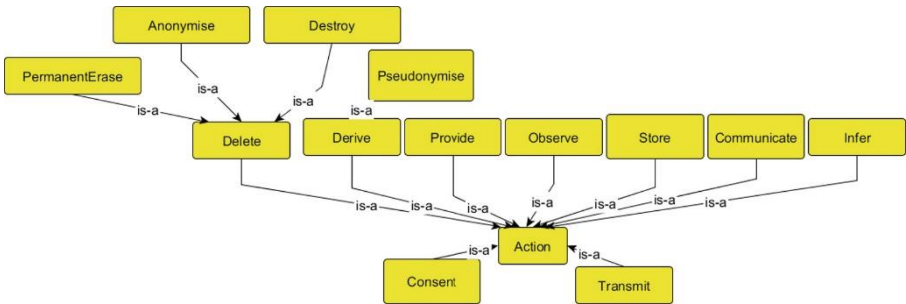 Anonymise
Destroy
PermanentErase
Pseudonymise
is-a
is-a
is-a
is-a
Delete
Derive
Provide
Observe
Store
Communicate
Infer
is-a
is-a
is-a
is-a
is-a
is-a
is-a
Action
is-a
is-a
Consent
Transmit